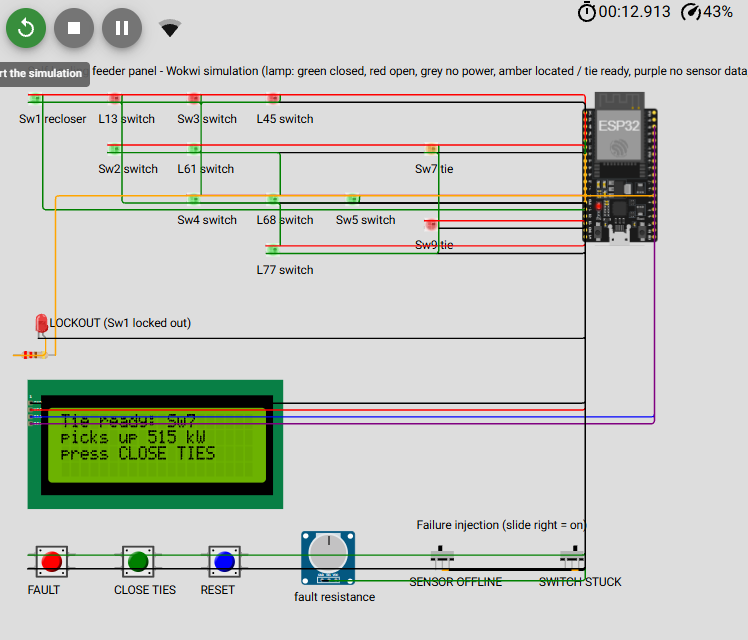 00:12.913 43%
rt the simulation
feeder panel - Wokwi simulation (lamp: green closed, red open, grey no power, amber located / tie ready, purple no sensor data
Sw1 recloser L13 switch Sw3 switch L45 switch
ESP32
Sw2 switch L61 switch Sw7 tie
Sw4 switch L68 switch Sw5 switch
Sw9 tie
L77 switch
LOCKOUT (Sw1 locked out)
Tie ready: Sw7
picks up 515 kW
press CLOSE TIES
Failure injection (slide right = on)
FAULT CLOSE TIES RESET fault resistance SENSOR OFFLINE SWITCH STUCK